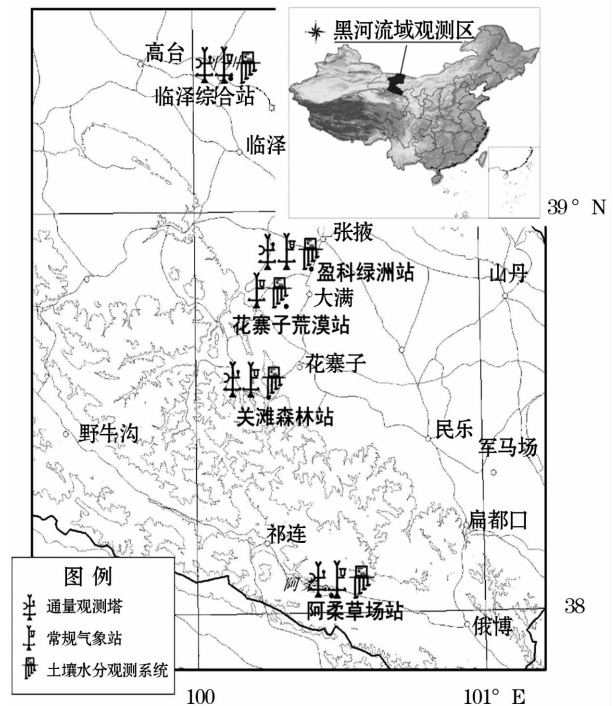 黑河流域观测区
高台
临泽综合站
临泽
39° N
张掖
盈科绿洲站
山丹
大满
花寨子荒漠站
花寨子
关滩森林站
民乐
野牛沟
军马场
扁都口
祁连
阿柔草场站
38
俄博
图 例
通量观测塔
常规气象站
土壤水分观测系统
100
101° E